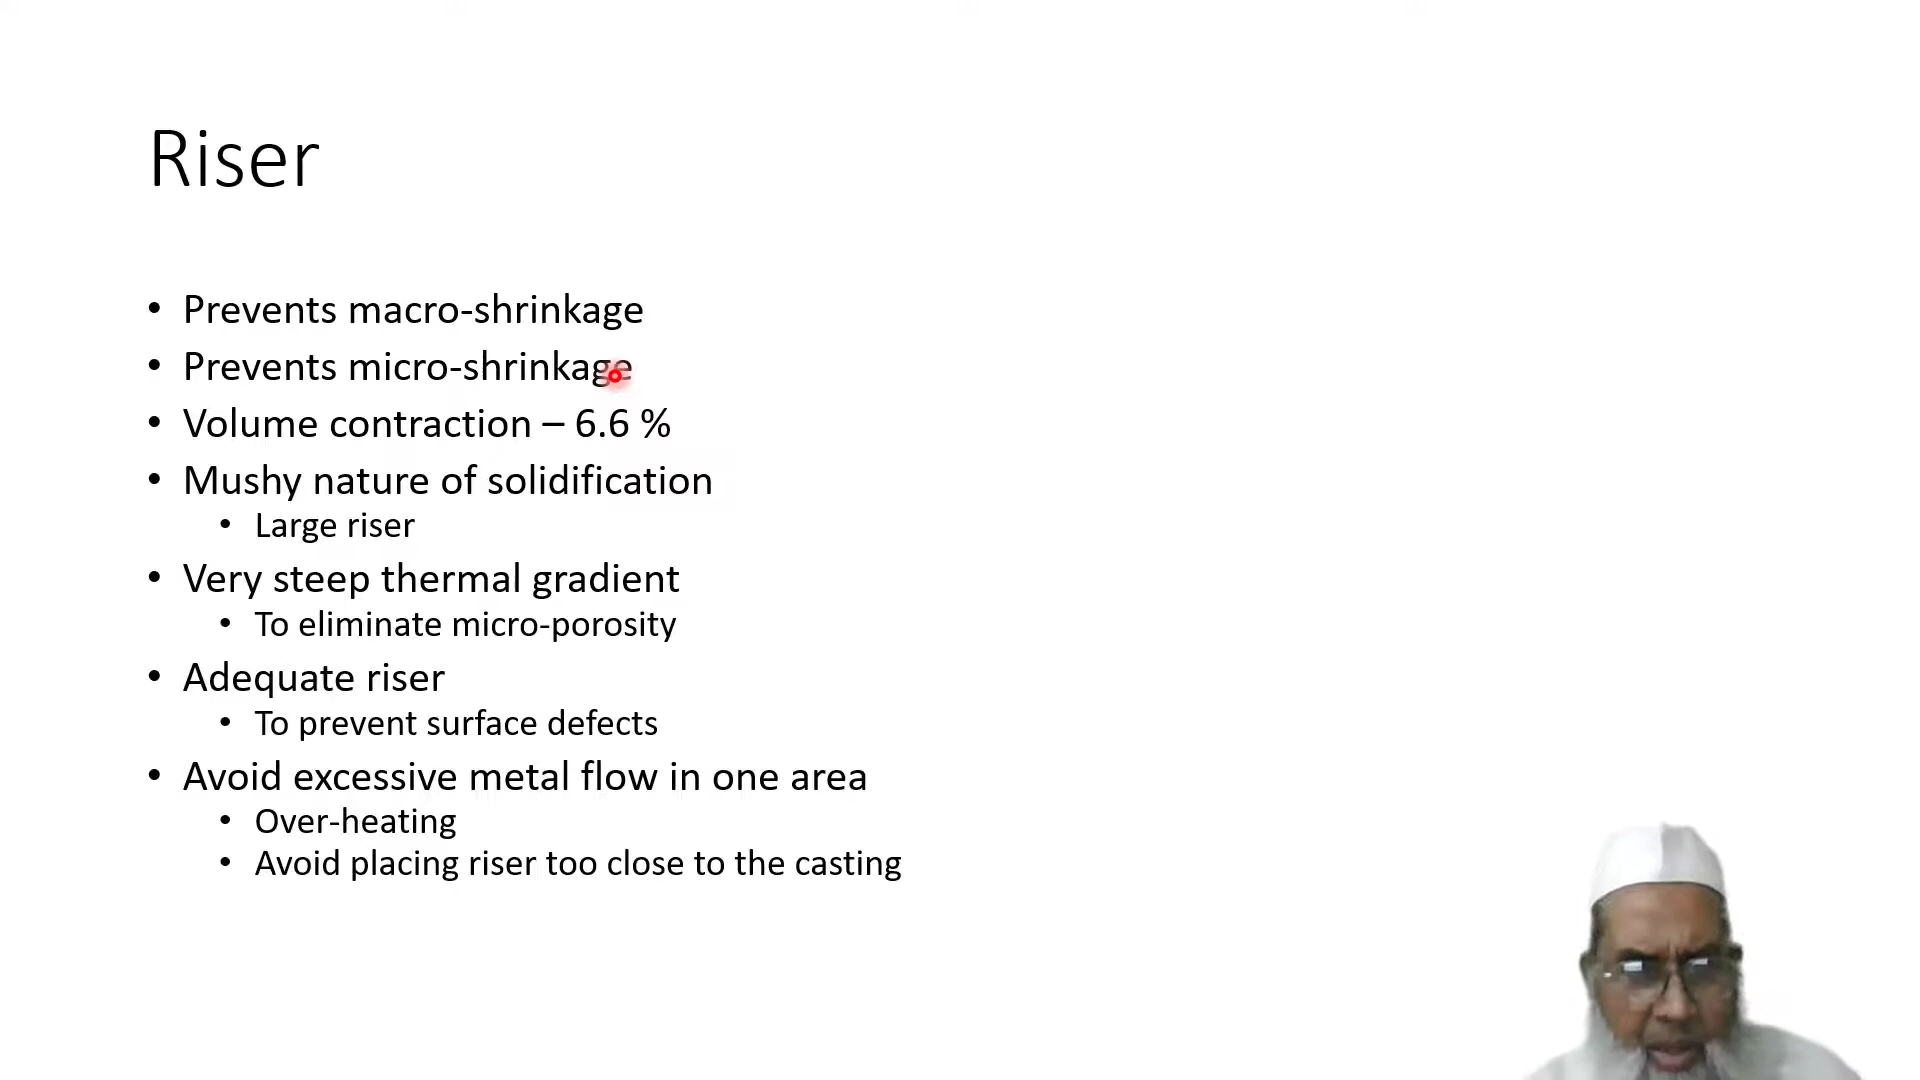 Riser
• Prevents macro-shrinkage
• Prevents micro-shrinkage
• Volume contraction – 6.6 %
• Mushy nature of solidification
• Large riser
• Very steep thermal gradient
• To eliminate micro-porosity
• Adequate riser
• To prevent surface defects
• Avoid excessive metal flow in one area
• Over-heating
• Avoid placing riser too close to the casting